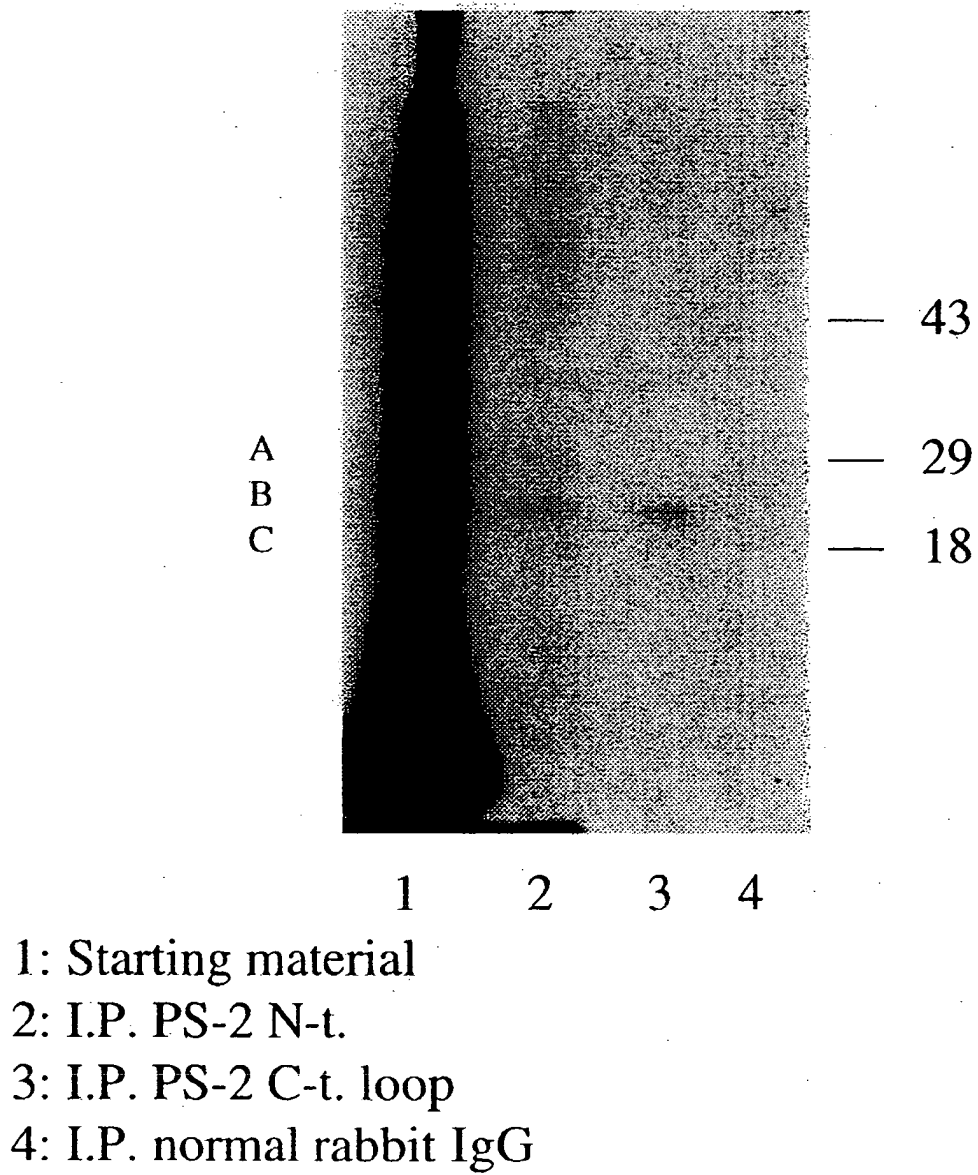 43
A
29
B
C
18
1 2 3 4
1: Starting material
2: I.P. PS-2 N-t.
3: I.P. PS-2 C-t. loop
4: I.P. normal rabbit IgG